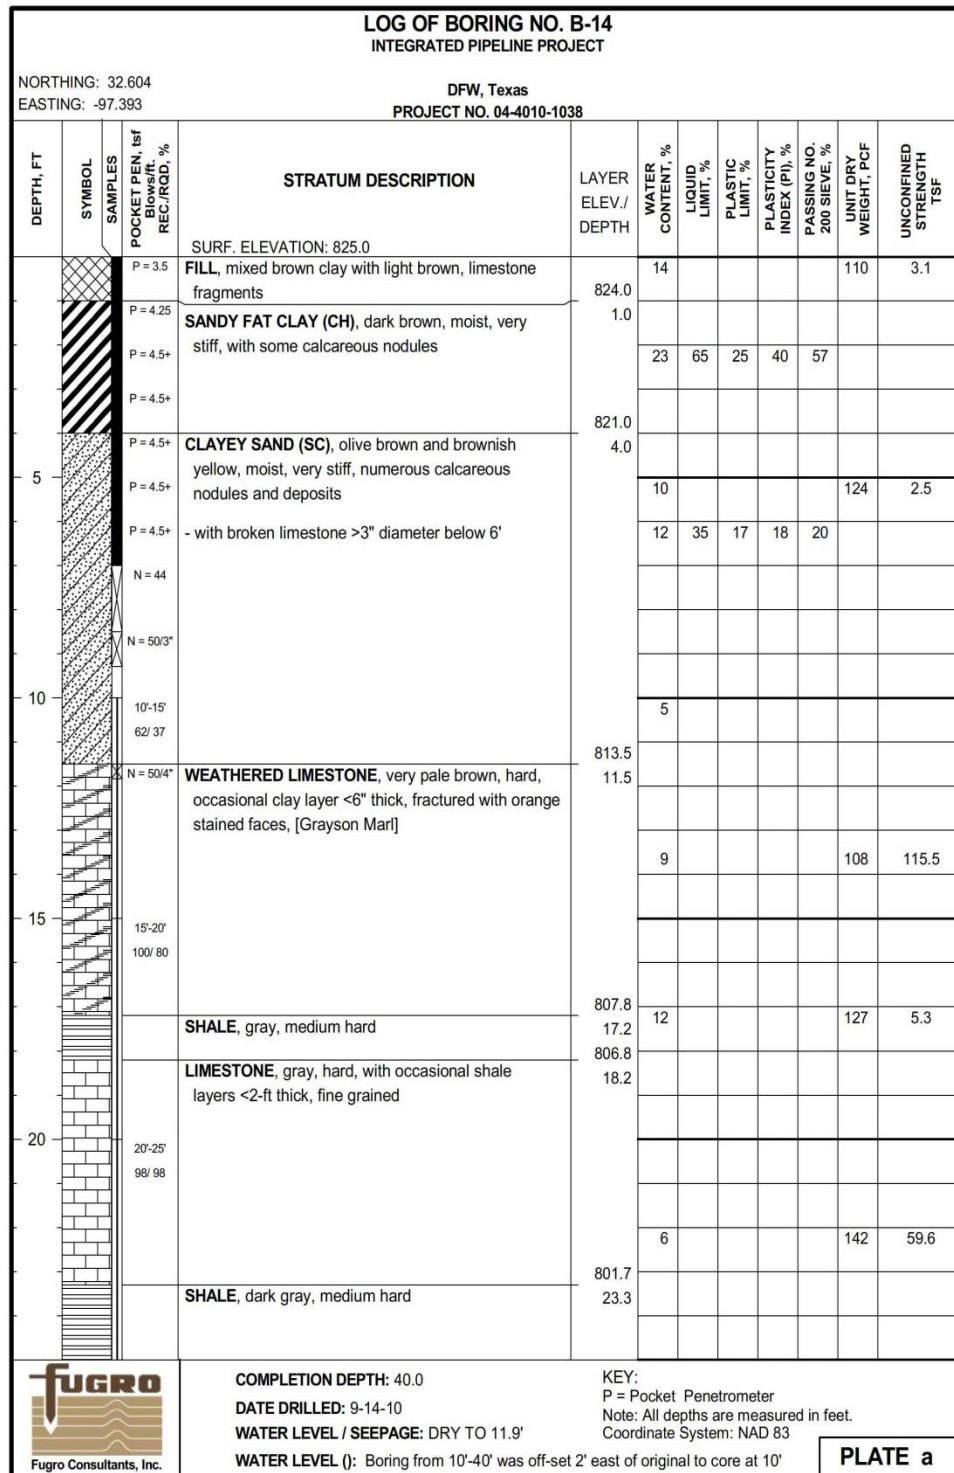 LOG OF BORING NO. B-14
INTEGRATED PIPELINE PROJECT
NORTHING: 32.604
EASTING: -97.393
DFW, Texas
PROJECT NO. 04-4010-1038
DEPTH, FT
SYMBOL
SAMPLES
POCKET PEN, tsf
Blows/ft.
REC./RQD, %
STRATUM DESCRIPTION
SURF. ELEVATION: 825.0
LAYER
ELEV./
DEPTH
WATER
CONTENT, %
LIQUID
LIMIT, %
PLASTIC
LIMIT, %
PLASTICITY
INDEX (PI), %
PASSING NO.
200 SIEVE, %
UNIT DRY
WEIGHT, PCF
UNCONFINED
STRENGTH
TSF
P = 3.5 FILL, mixed brown clay with light brown, limestone 14 110 3.1
fragments 824.0
P = 4.25 1.0
SANDY FAT CLAY (CH), dark brown, moist, very
stiff, with some calcareous nodules
P = 4.5+ 23 65 25 40 57
P = 4.5+
821.0
P = 4.5+ CLAYEY SAND (SC), olive brown and brownish 4.0
yellow, moist, very stiff, numerous calcareous
5 P = 4.5+ nodules and deposits 10 124 2.5
P = 4.5+ - with broken limestone >3" diameter below 6' 12 35 17 18 20
N = 44
N = 50/3"
10 10'-15' 5
62/ 37
813.5
N = 50/4" WEATHERED LIMESTONE, very pale brown, hard, 11.5
occasional clay layer <6" thick, fractured with orange
stained faces, [Grayson Marl]
9 108 115.5
15 15'-20'
100/ 80
807.8
SHALE, gray, medium hard 17.2 12 127 5.3
806.8
LIMESTONE, gray, hard, with occasional shale 18.2
layers <2-ft thick, fine grained
20 20'-25'
98/ 98
6 142 59.6
801.7
SHALE, dark gray, medium hard 23.3
FUGRO
Fugro Consultants, Inc.
COMPLETION DEPTH: 40.0
DATE DRILLED: 9-14-10
WATER LEVEL / SEEPAGE: DRY TO 11.9'
WATER LEVEL (): Boring from 10'-40' was off-set 2' east of original to core at 10'
KEY:
P = Pocket Penetrometer
Note: All depths are measured in feet.
Coordinate System: NAD 83
PLATE a